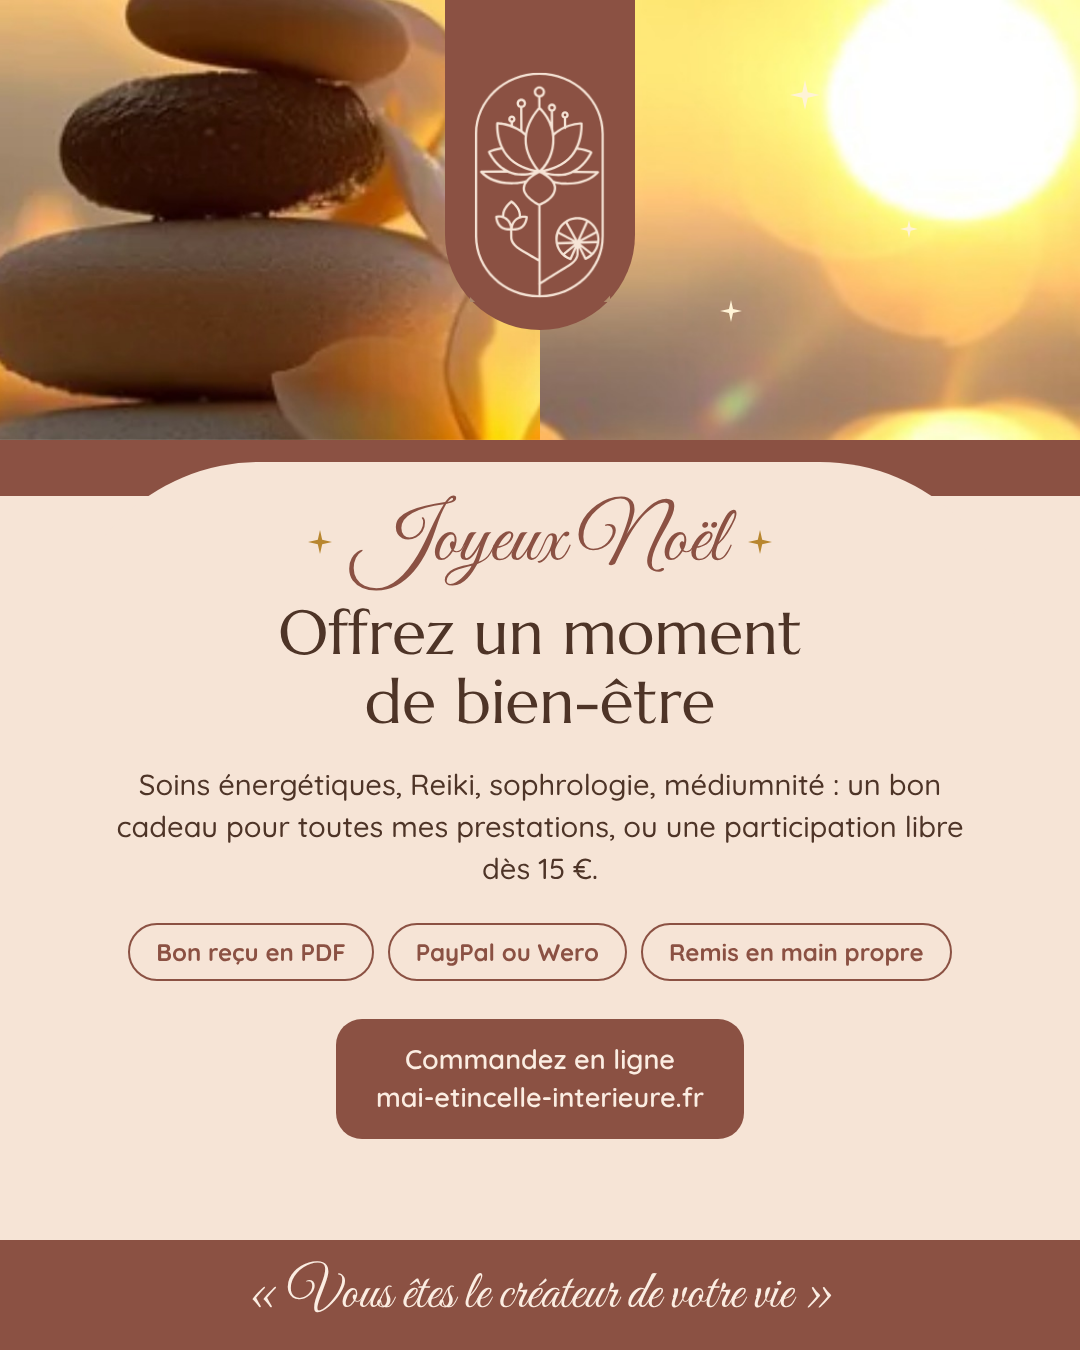 Joyeux Noël
Offrez un moment
de bien-être
Soins énergétiques, Reiki, sophrologie, médiumnité : un bon
cadeau pour toutes mes prestations, ou une participation libre
dès 15 €.
Bon reçu en PDF
PayPal ou Wero
Remis en main propre
Commandez en ligne
mai-etincelle-interieure.fr
« Vous êtes le créateur de votre vie »